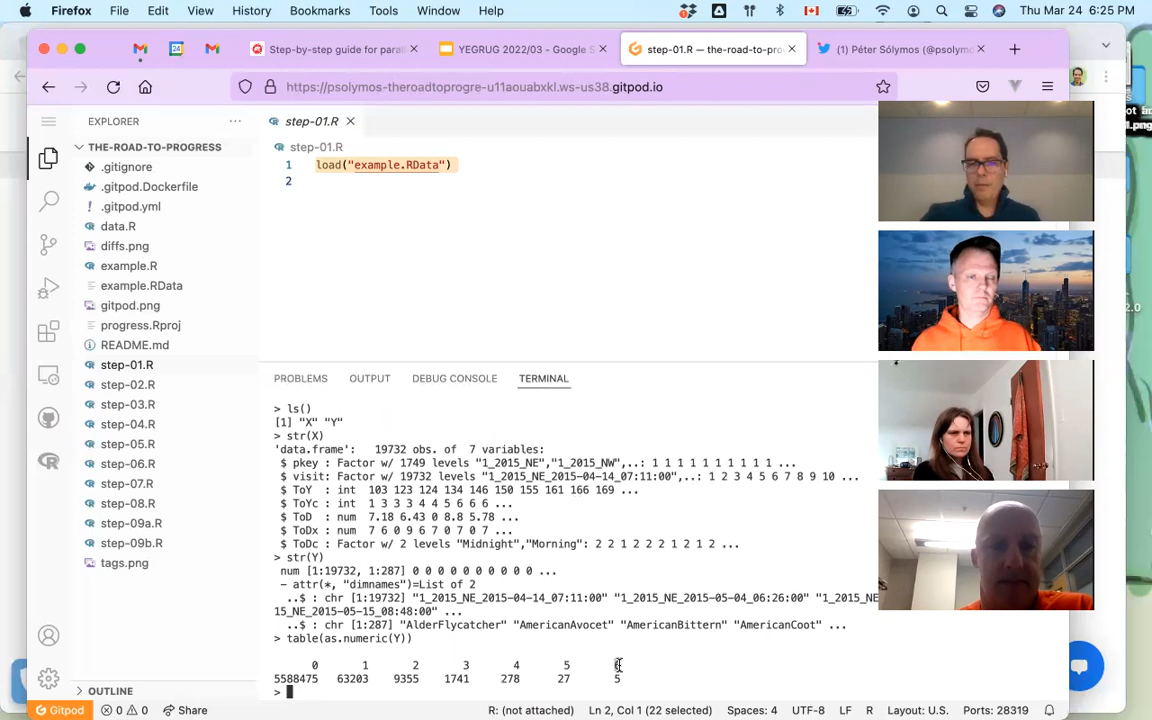 Firefox File Edit View History Bookmarks Tools Window Help Thu Mar 24 6:25 PM
Step-by-step guide for paral YEGRUG 2022/03 - Google S step-01.R — the-road-to-pro (1) Péter Sólymos (@psolym
https://psolymos-theroadtoprogre-u11aouabxkl.ws-us38.gitpod.io
EXPLORER
THE-ROAD-TO-PROGRESS
.gitignore
.gitpod.Dockerfile
.gitpod.yml
data.R
diffs.png
example.R
example.RData
gitpod.png
progress.Rproj
README.md
step-01.R
step-02.R
step-03.R
step-04.R
step-05.R
step-06.R
step-07.R
step-08.R
step-09a.R
step-09b.R
tags.png
OUTLINE
step-01.R
step-01.R
1 load("example.RData")
2
PROBLEMS OUTPUT DEBUG CONSOLE TERMINAL
> ls()
[1] "X" "Y"
> str(X)
'data.frame': 19732 obs. of 7 variables:
$ pkey : Factor w/ 1749 levels "1_2015_NE","1_2015_NW",..: 1 1 1 1 1 1 1 1 1 1 ...
$ visit: Factor w/ 19732 levels "1_2015_NE_2015-04-14_07:11:00",..: 1 2 3 4 5 6 7 8 9 10 ...
$ ToY : int 103 123 124 134 146 150 155 161 166 169 ...
$ ToYc : int 1 3 3 3 4 4 5 6 6 6 ...
$ ToD : num 7.18 6.43 0 8.8 5.78 ...
$ ToDx : num 7 6 0 9 6 7 0 7 0 7 ...
$ ToDc : Factor w/ 2 levels "Midnight","Morning": 2 2 1 2 2 2 1 2 1 2 ...
> str(Y)
num [1:19732, 1:287] 0 0 0 0 0 0 0 0 0 0 ...
- attr(*, "dimnames")=List of 2
..$ : chr [1:19732] "1_2015_NE_2015-04-14_07:11:00" "1_2015_NE_2015-05-04_06:26:00" "1_2015_NE
15_NE_2015-05-15_08:48:00" ...
..$ : chr [1:287] "AlderFlycatcher" "AmericanAvocet" "AmericanBittern" "AmericanCoot" ...
> table(as.numeric(Y))
0 1 2 3 4 5
5588475 63203 9355 1741 278 27 5
>
Gitpod 0 0 Share R: (not attached) Ln 2, Col 1 (22 selected) Spaces: 4 UTF-8 LF R Layout: U.S. Ports: 28319